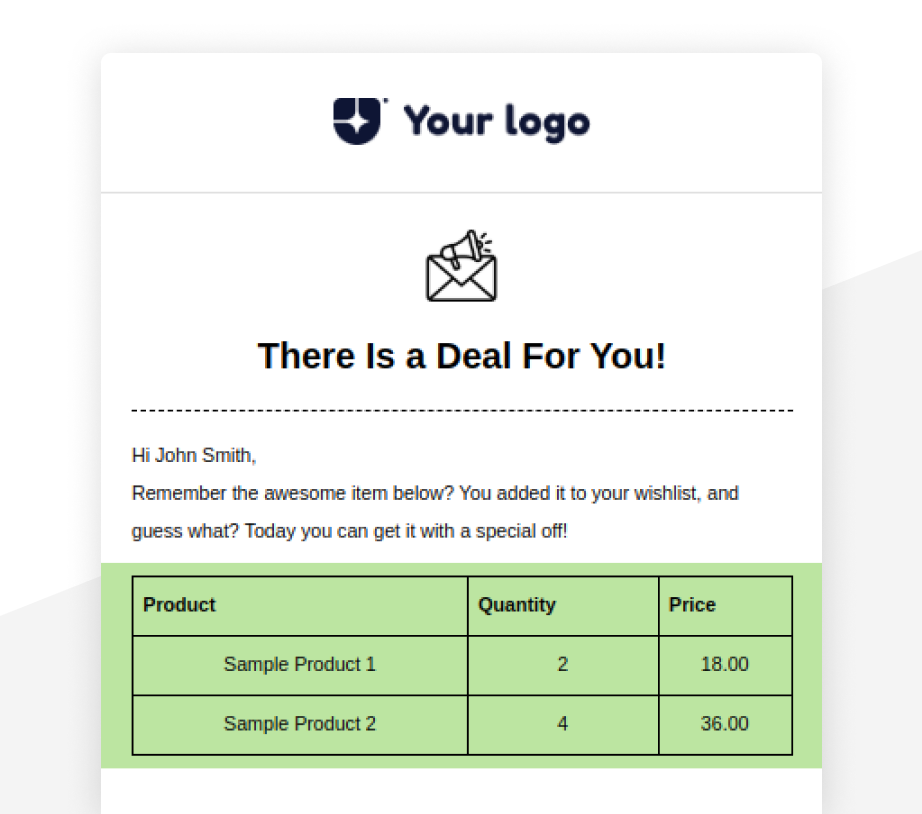 Your logo
There Is a Deal For You!
Hi John Smith,
Remember the awesome item below? You added it to your wishlist, and
guess what? Today you can get it with a special off!
Product Quantity Price
Sample Product 1 2 18.00
Sample Product 2 4 36.00